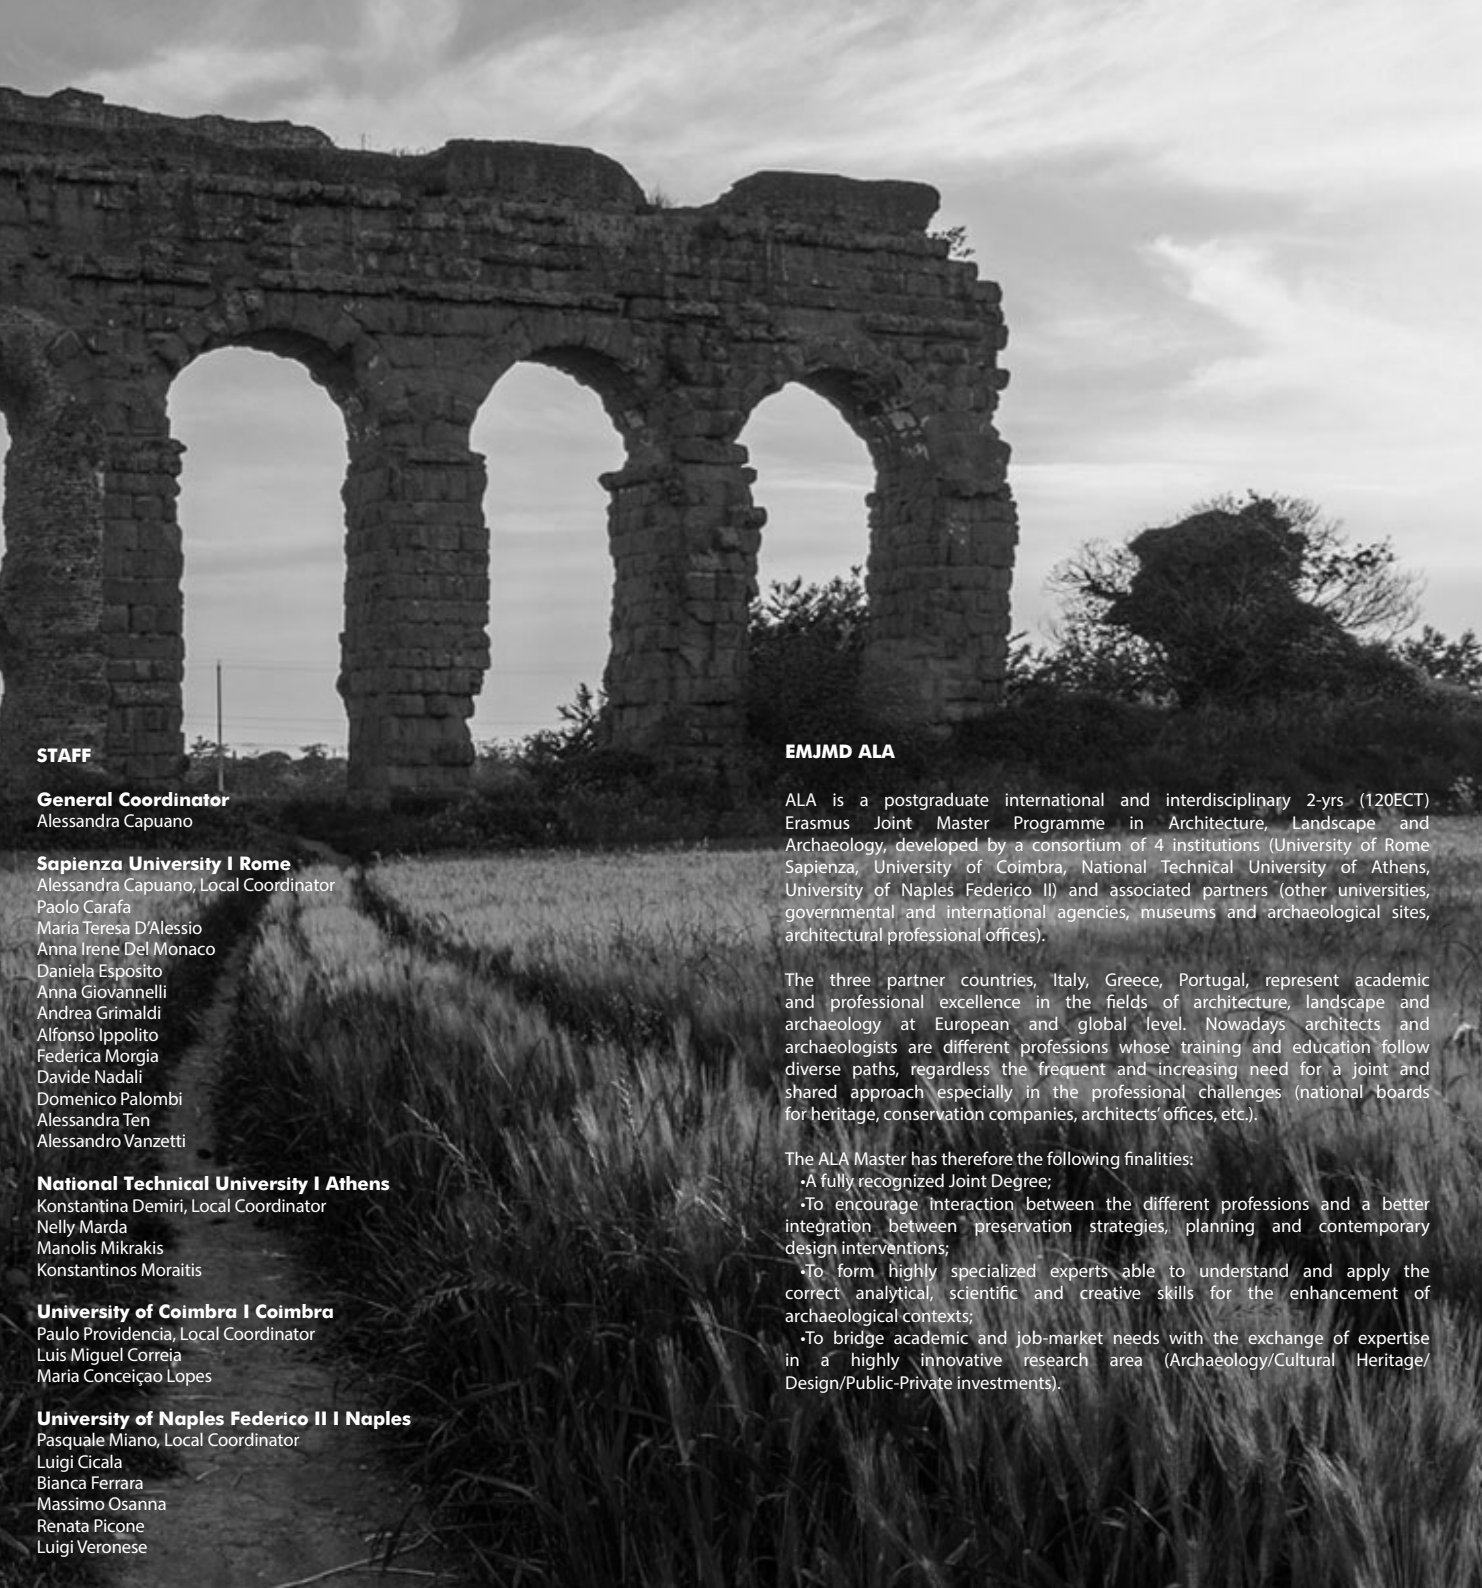 STAFF
General Coordinator
Alessandra Capuano
Sapienza University I Rome
Alessandra Capuano, Local Coordinator
Paolo Carafa
Maria Teresa D’Alessio
Anna Irene Del Monaco
Daniela Esposito
Anna Giovannelli
Andrea Grimaldi
Alfonso Ippolito
Federica Morgia
Davide Nadali
Domenico Palombi
Alessandra Ten
Alessandro Vanzetti
National Technical University I Athens
Konstantina Demiri, Local Coordinator
Nelly Marda
Manolis Mikrakis
Konstantinos Moraitis
University of Coimbra I Coimbra
Paulo Providencia, Local Coordinator
Luis Miguel Correia
Maria Conceiçao Lopes
University of Naples Federico II I Naples
Pasquale Miano, Local Coordinator
Luigi Cicala
Bianca Ferrara
Massimo Osanna
Renata Picone
Luigi Veronese
EMJMD ALA
ALA is a postgraduate international and interdisciplinary 2-yrs (120ECT)
Erasmus Joint Master Programme in Architecture, Landscape and
Archaeology, developed by a consortium of 4 institutions (University of Rome
Sapienza, University of Coimbra, National Technical University of Athens,
University of Naples Federico II) and associated partners (other universities,
governmental and international agencies, museums and archaeological sites,
architectural professional offices).
The three partner countries, Italy, Greece, Portugal, represent academic
and professional excellence in the fields of architecture, landscape and
archaeology at European and global level. Nowadays architects and
archaeologists are different professions whose training and education follow
diverse paths, regardless the frequent and increasing need for a joint and
shared approach especially in the professional challenges (national boards
for heritage, conservation companies, architects’ offices, etc.).
The ALA Master has therefore the following finalities:
•A fully recognized Joint Degree;
•To encourage interaction between the different professions and a better
integration between preservation strategies, planning and contemporary
design interventions;
•To form highly specialized experts able to understand and apply the
correct analytical, scientific and creative skills for the enhancement of
archaeological contexts;
•To bridge academic and job-market needs with the exchange of expertise
in a highly innovative research area (Archaeology/Cultural Heritage/
Design/Public-Private investments).